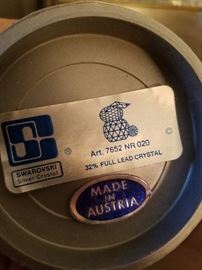 Art. 7652 NR 020
32% FULL LEAD CRYSTAL
SWAROVSKI
Silver Crystal
®
©
MADE
IN
AUSTRIA